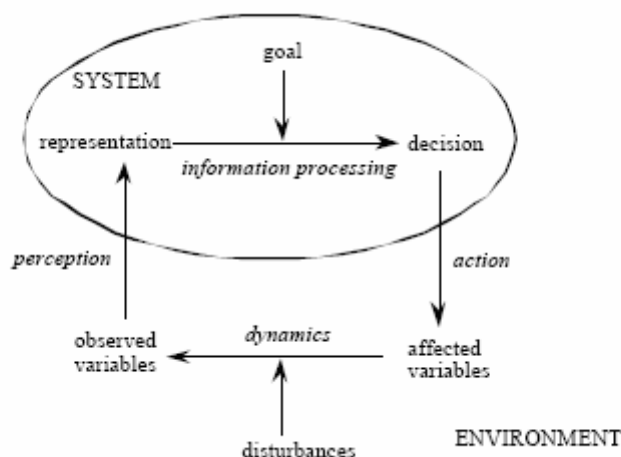 goal
SYSTEM
representation
decision
information processing
perception
action
observed
variables
dynamics
affected
variables
disturbances
ENVIRONMENT